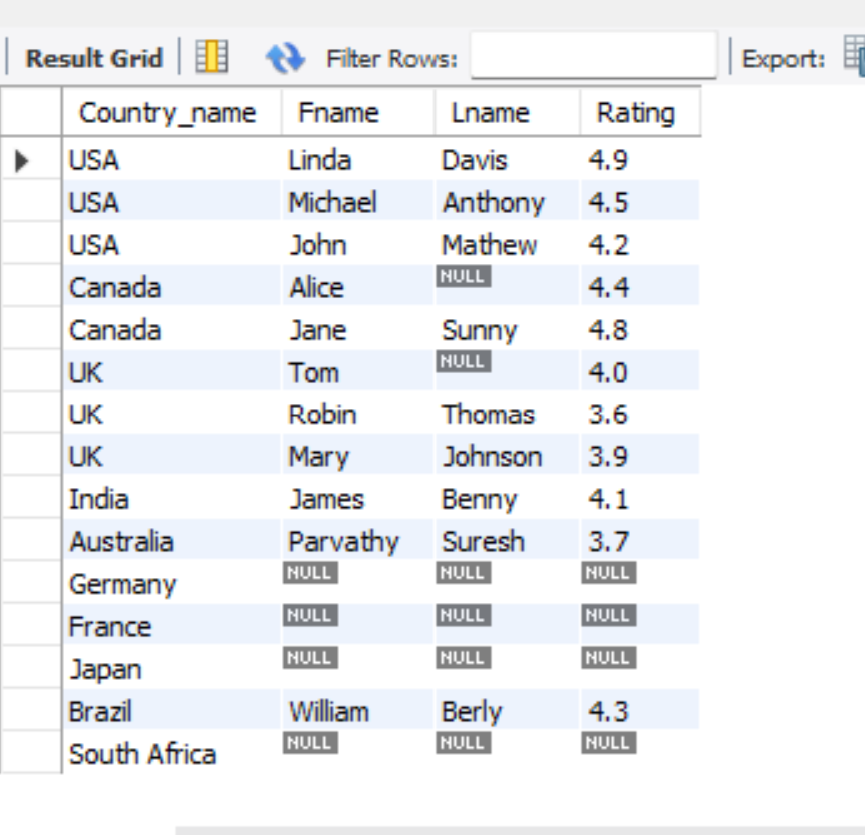 Result Grid Filter Rows: Export:
Country_name Fname Lname Rating
USA Linda Davis 4.9
USA Michael Anthony 4.5
USA John Mathew 4.2
Canada Alice NULL 4.4
Canada Jane Sunny 4.8
UK Tom NULL 4.0
UK Robin Thomas 3.6
UK Mary Johnson 3.9
India James Benny 4.1
Australia Parvathy Suresh 3.7
Germany NULL NULL NULL
France NULL NULL NULL
Japan NULL NULL NULL
Brazil William Berly 4.3
South Africa NULL NULL NULL